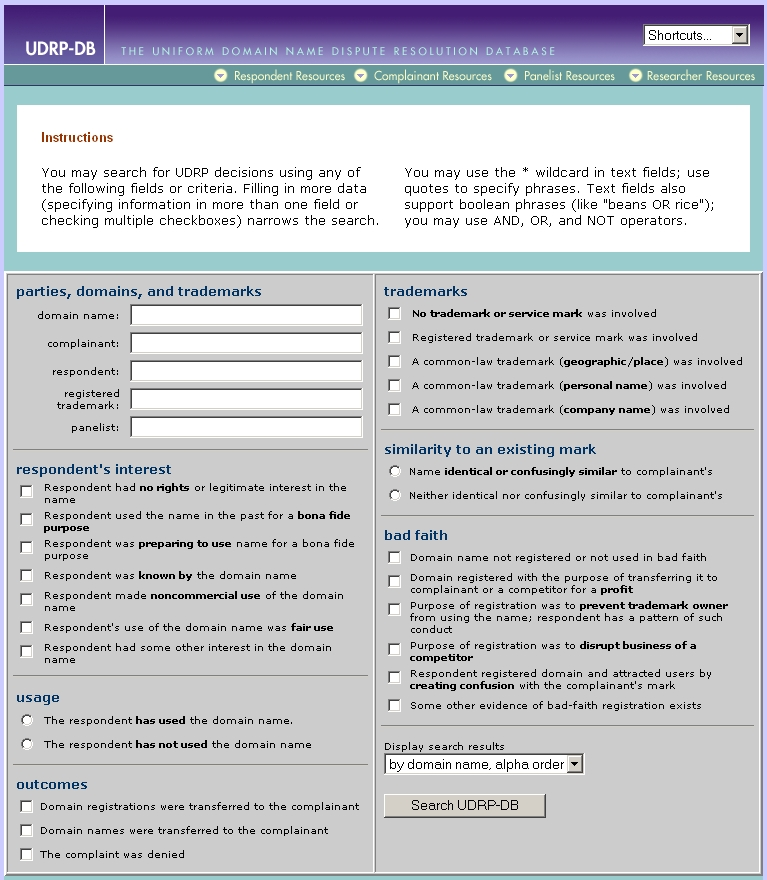 UDRP-DB
THE UNIFORM DOMAIN NAME DISPUTE RESOLUTION DATABASE
Shortcuts...
Respondent Resources
Complainant Resources
Panelist Resources
Researcher Resources
Instructions
You may search for UDRP decisions using any of
the following fields or criteria. Filling in more data
(specifying information in more than one field or
checking multiple checkboxes) narrows the search.
You may use the * wildcard in text fields; use
quotes to specify phrases. Text fields also
support boolean phrases (like "beans OR rice");
you may use AND, OR, and NOT operators.
parties, domains, and trademarks
domain name:
complainant:
respondent:
registered
trademark:
panelist:
respondent's interest
Respondent had no rights or legitimate interest in the
name
Respondent used the name in the past for a bona fide
purpose
Respondent was preparing to use name for a bona fide
purpose
Respondent was known by the domain name
Respondent made noncommercial use of the domain
name
Respondent's use of the domain name was fair use
Respondent had some other interest in the domain
name
usage
The respondent has used the domain name.
The respondent has not used the domain name
outcomes
Domain registrations were transferred to the complainant
Domain names were transferred to the complainant
The complaint was denied
trademarks
No trademark or service mark was involved
Registered trademark or service mark was involved
A common-law trademark (geographic/place) was involved
A common-law trademark (personal name) was involved
A common-law trademark (company name) was involved
similarity to an existing mark
Name identical or confusingly similar to complainant's
Neither identical nor confusingly similar to complainant's
bad faith
Domain name not registered or not used in bad faith
Domain registered with the purpose of transferring it to
complainant or a competitor for a profit
Purpose of registration was to prevent trademark owner
from using the name; respondent has a pattern of such
conduct
Purpose of registration was to disrupt business of a
competitor
Respondent registered domain and attracted users by
creating confusion with the complainant's mark
Some other evidence of bad-faith registration exists
Display search results
by domain name, alpha order
Search UDRP-DB